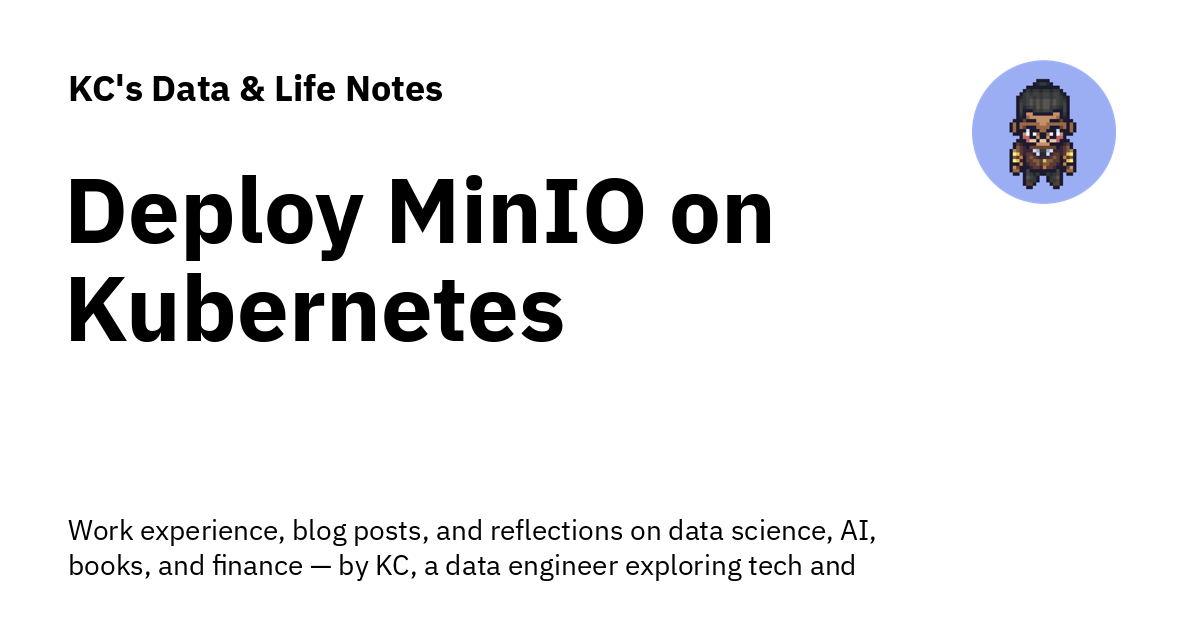 KC's Data & Life Notes
Deploy MinIO on
Kubernetes
Work experience, blog posts, and reflections on data science, AI,
books, and finance — by KC, a data engineer exploring tech and